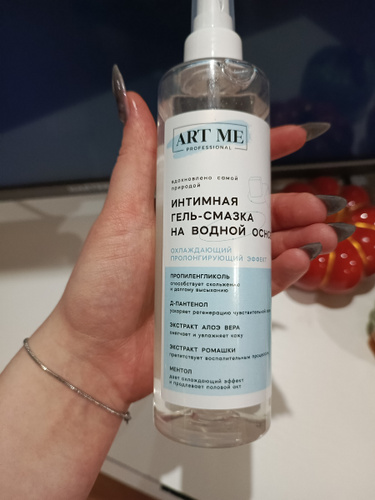 ART ME
PROFESSIONAL
вдохновлено самой
природой
ИНТИМНАЯ
ГЕЛЬ-СМАЗКА
НА ВОДНОЙ ОСНО
ОХЛАЖДАЮЩИЙ
ПРОЛОНГИРУЮЩИЙ ЭФФЕКТ
ПРОПИЛЕНГЛИКОЛЬ
способствует скольжению
и долгому высыханию
Д-ПАНТЕНОЛ
ускоряет регенерацию чувствительной
ЭКСТРАКТ АЛОЭ ВЕРА
смягчает и увлажняет кожу
ЭКСТРАКТ РОМАШКИ
препятствует воспалительным процессам
МЕНТОЛ
дает охлаждающий эффект
и продлевает половой акт